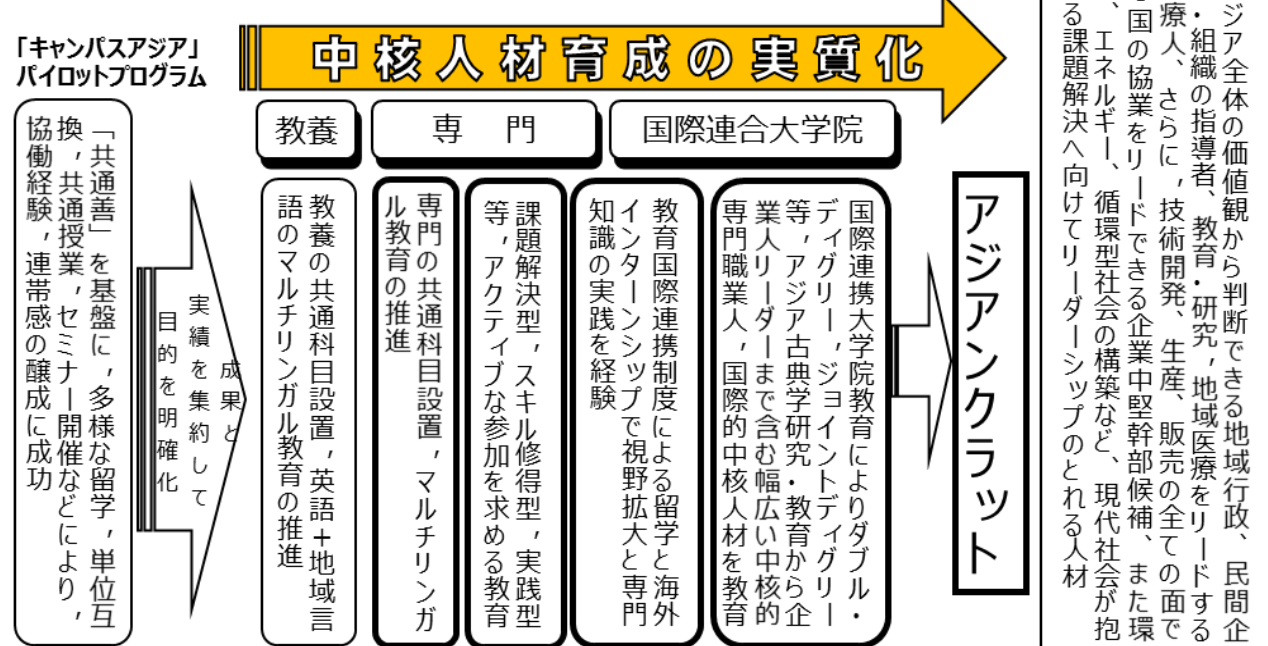 「キャンパスアジア」
パイロットプログラム
「共通善」を基盤に，多様な留学，単位互
換，共通授業，セミナー開催などにより，
協働経験，連帯感の醸成に成功
成果と
実績を集約して
目的を明確化
中核人材育成の実質化
教養
専　門
国際連合大学院
教養の共通科目設置，英語＋地域言
語のマルチリンガル教育の推進
専門の共通科目設置，マルチリンガ
ル教育の推進
課題解決型，スキル修得型，実践型
等，アクティブな参加を求める教育
教育国際連携制度による留学と海外
インターンシップで視野拡大と専門
知識の実践を経験
国際連携大学院教育によりダブル・
ディグリー，ジョイントディグリー
等，アジア古典学研究・教育から企
業人リーダーまで含む幅広い中核的
専門職業人，国際的中核人材を教育
アジアンクラット
ジア全体の価値観から判断できる地域行政、民間企
・組織の指導者、教育・研究，地域医療をリードする
療人、さらに，技術開発、生産、販売の全ての面で
国の協業をリードできる企業中堅幹部候補、また環
、エネルギー、循環型社会の構築など、現代社会が抱
る課題解決へ向けてリーダーシップのとれる人材